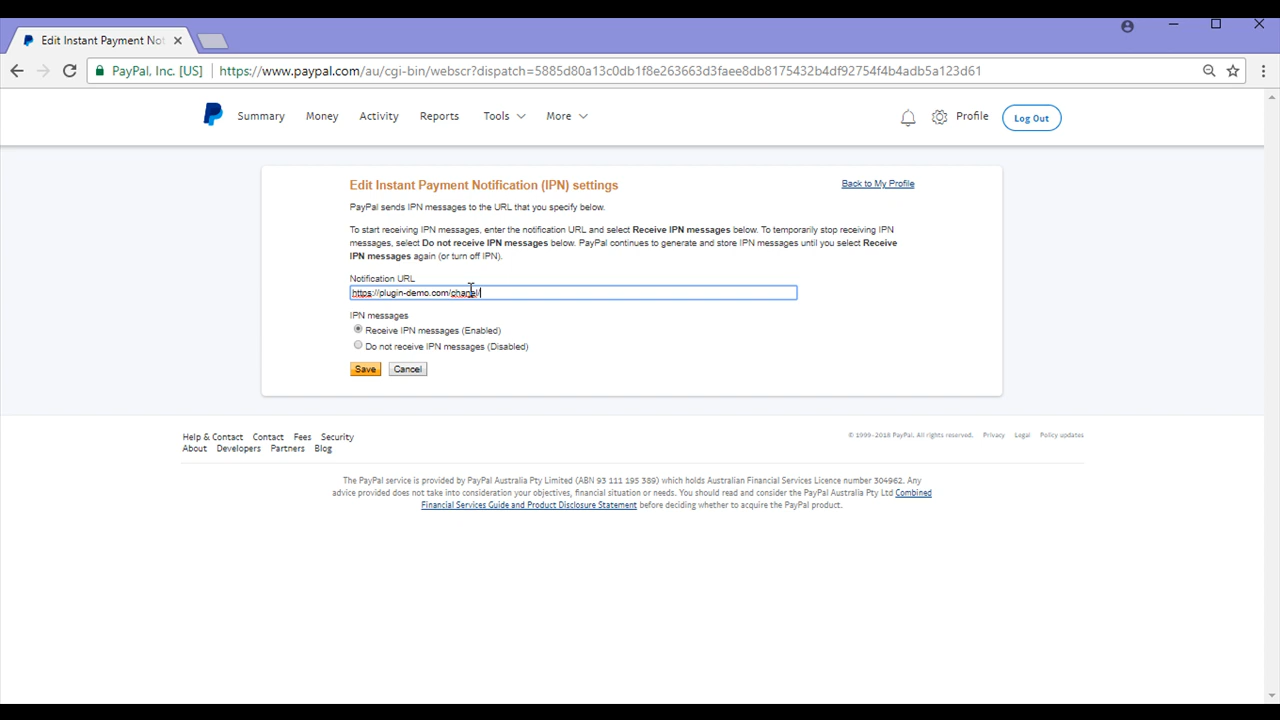 Edit Instant Payment No
PayPal, Inc. [US] https://www.paypal.com/au/cgi-bin/webscr?dispatch=5885d80a13c0db1f8e263663d3faee8db8175432b4df92754f4b4adb5a123d61
Summary Money Activity Reports Tools More Profile Log Out
Edit Instant Payment Notification (IPN) settings Back to My Profile
PayPal sends IPN messages to the URL that you specify below.
To start receiving IPN messages, enter the notification URL and select Receive IPN messages below. To temporarily stop receiving IPN
messages, select Do not receive IPN messages below. PayPal continues to generate and store IPN messages until you select Receive
IPN messages again (or turn off IPN).
Notification URL
https://plugin-demo.com/chanel/
IPN messages
Receive IPN messages (Enabled)
Do not receive IPN messages (Disabled)
Save Cancel
Help & Contact Contact Fees Security © 1999-2018 PayPal, All rights reserved. Privacy Legal Policy updates
About Developers Partners Blog
The PayPal service is provided by PayPal Australia Pty Limited (ABN 93 111 195 389) which holds Australian Financial Services Licence number 304962. Any
advice provided does not take into consideration your objectives, financial situation or needs. You should read and consider the PayPal Australia Pty Ltd Combined
Financial Services Guide and Product Disclosure Statement before deciding whether to acquire the PayPal product.